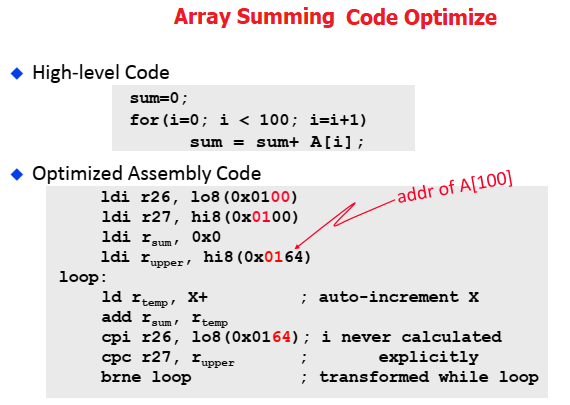 Array Summing Code Optimize
High-level Code
sum=0;
for(i=0; i < 100; i=i+1)
sum = sum+ A[i];
Optimized Assembly Code
addr of A[100]
ldi r26, lo8(0x0100)
ldi r27, hi8(0x0100)
ldi rsum, 0x0
ldi rupper, hi8(0x0164)
loop:
ld rtemp, X+ ; auto-increment X
add rsum, rtemp
cpi r26, lo8(0x0164); i never calculated
cpc r27, rupper ; explicitly
brne loop ; transformed while loop